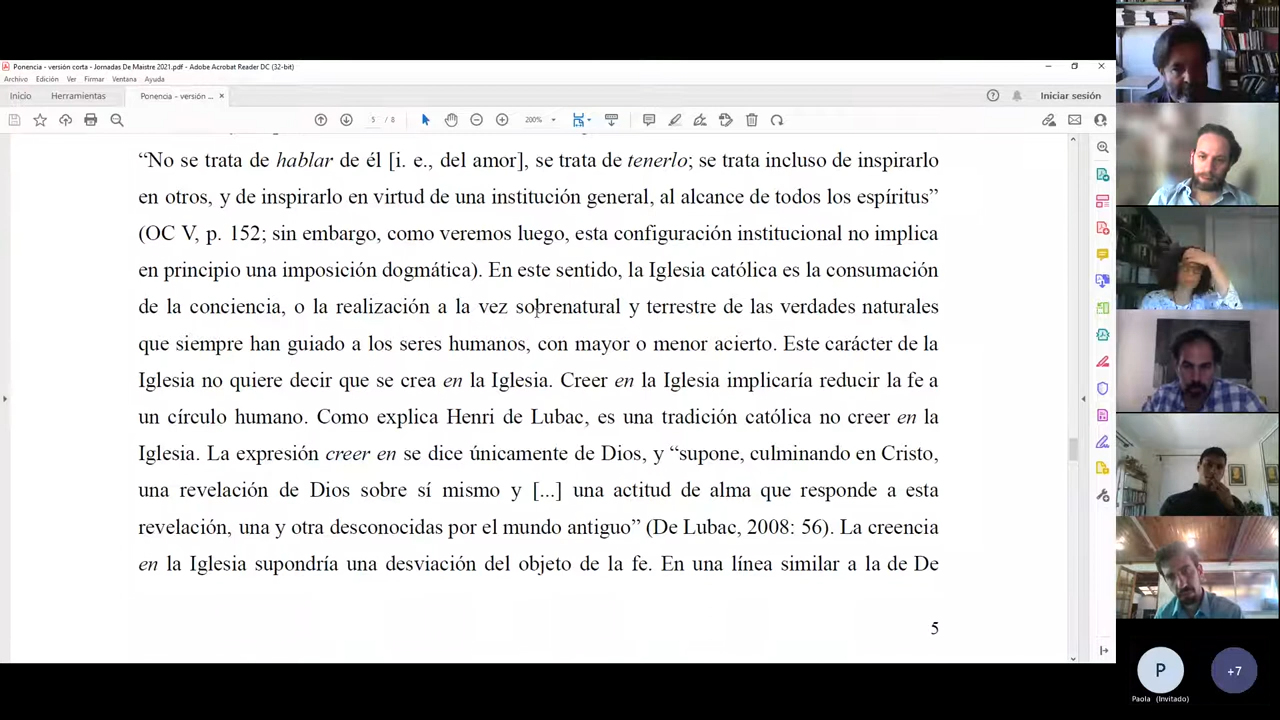 Ponencia - versión corta - Jornadas De Maistre 2021.pdf - Adobe Acrobat Reader DC (32-bit)
Archivo Edición Ver Firmar Ventana Ayuda
Inicio Herramientas Ponencia - versión ... × Iniciar sesión
5 / 8 200%
“No se trata de hablar de él [i. e., del amor], se trata de tenerlo; se trata incluso de inspirarlo
en otros, y de inspirarlo en virtud de una institución general, al alcance de todos los espíritus”
(OC V, p. 152; sin embargo, como veremos luego, esta configuración institucional no implica
en principio una imposición dogmática). En este sentido, la Iglesia católica es la consumación
de la conciencia, o la realización a la vez sobrenatural y terrestre de las verdades naturales
que siempre han guiado a los seres humanos, con mayor o menor acierto. Este carácter de la
Iglesia no quiere decir que se crea en la Iglesia. Creer en la Iglesia implicaría reducir la fe a
un círculo humano. Como explica Henri de Lubac, es una tradición católica no creer en la
Iglesia. La expresión creer en se dice únicamente de Dios, y “supone, culminando en Cristo,
una revelación de Dios sobre sí mismo y [...] una actitud de alma que responde a esta
revelación, una y otra desconocidas por el mundo antiguo” (De Lubac, 2008: 56). La creencia
en la Iglesia supondría una desviación del objeto de la fe. En una línea similar a la de De
5
P
Paola (Invitado)
+7